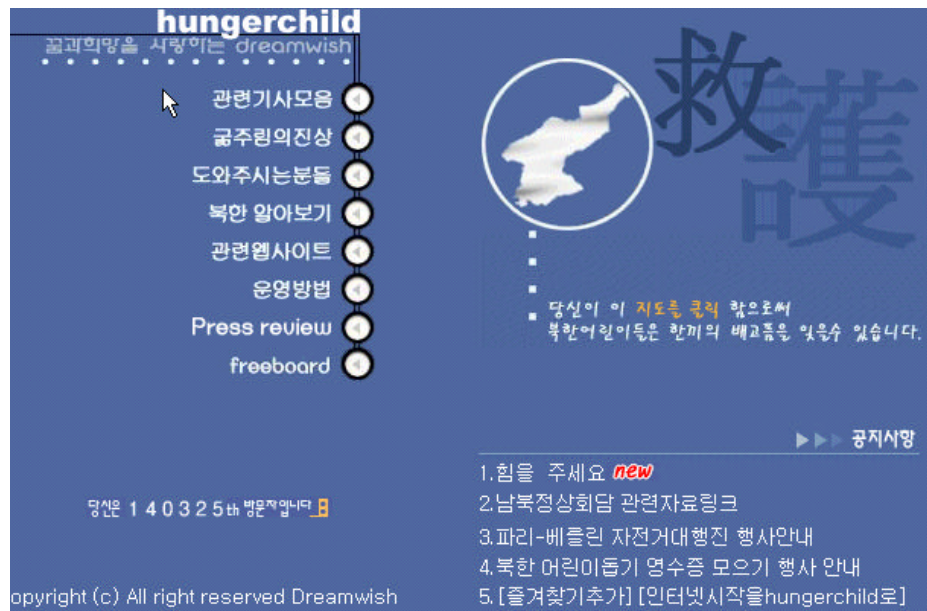 hungerchild
꿈과희망을 사랑하는 dreamwish
관련기사모음
굶주림의진상
도와주시는분들
북한 알아보기
관련웹사이트
운영방법
Press review
freeboard
당신은 140325th 방문자입니다
opyright (c) All right reserved Dreamwish
救護
당신이 이 지도를 클릭 함으로써
북한어린이들은 한끼의 배고픔을 잊을수 있습니다.
공지사항
1.힘을 주세요 new
2.남북정상회담 관련자료링크
3.파리-베를린 자전거대행진 행사안내
4.북한 어린이돕기 영수증 모으기 행사 안내
5.[즐겨찾기추가] [인터넷시작을hungerchild로]